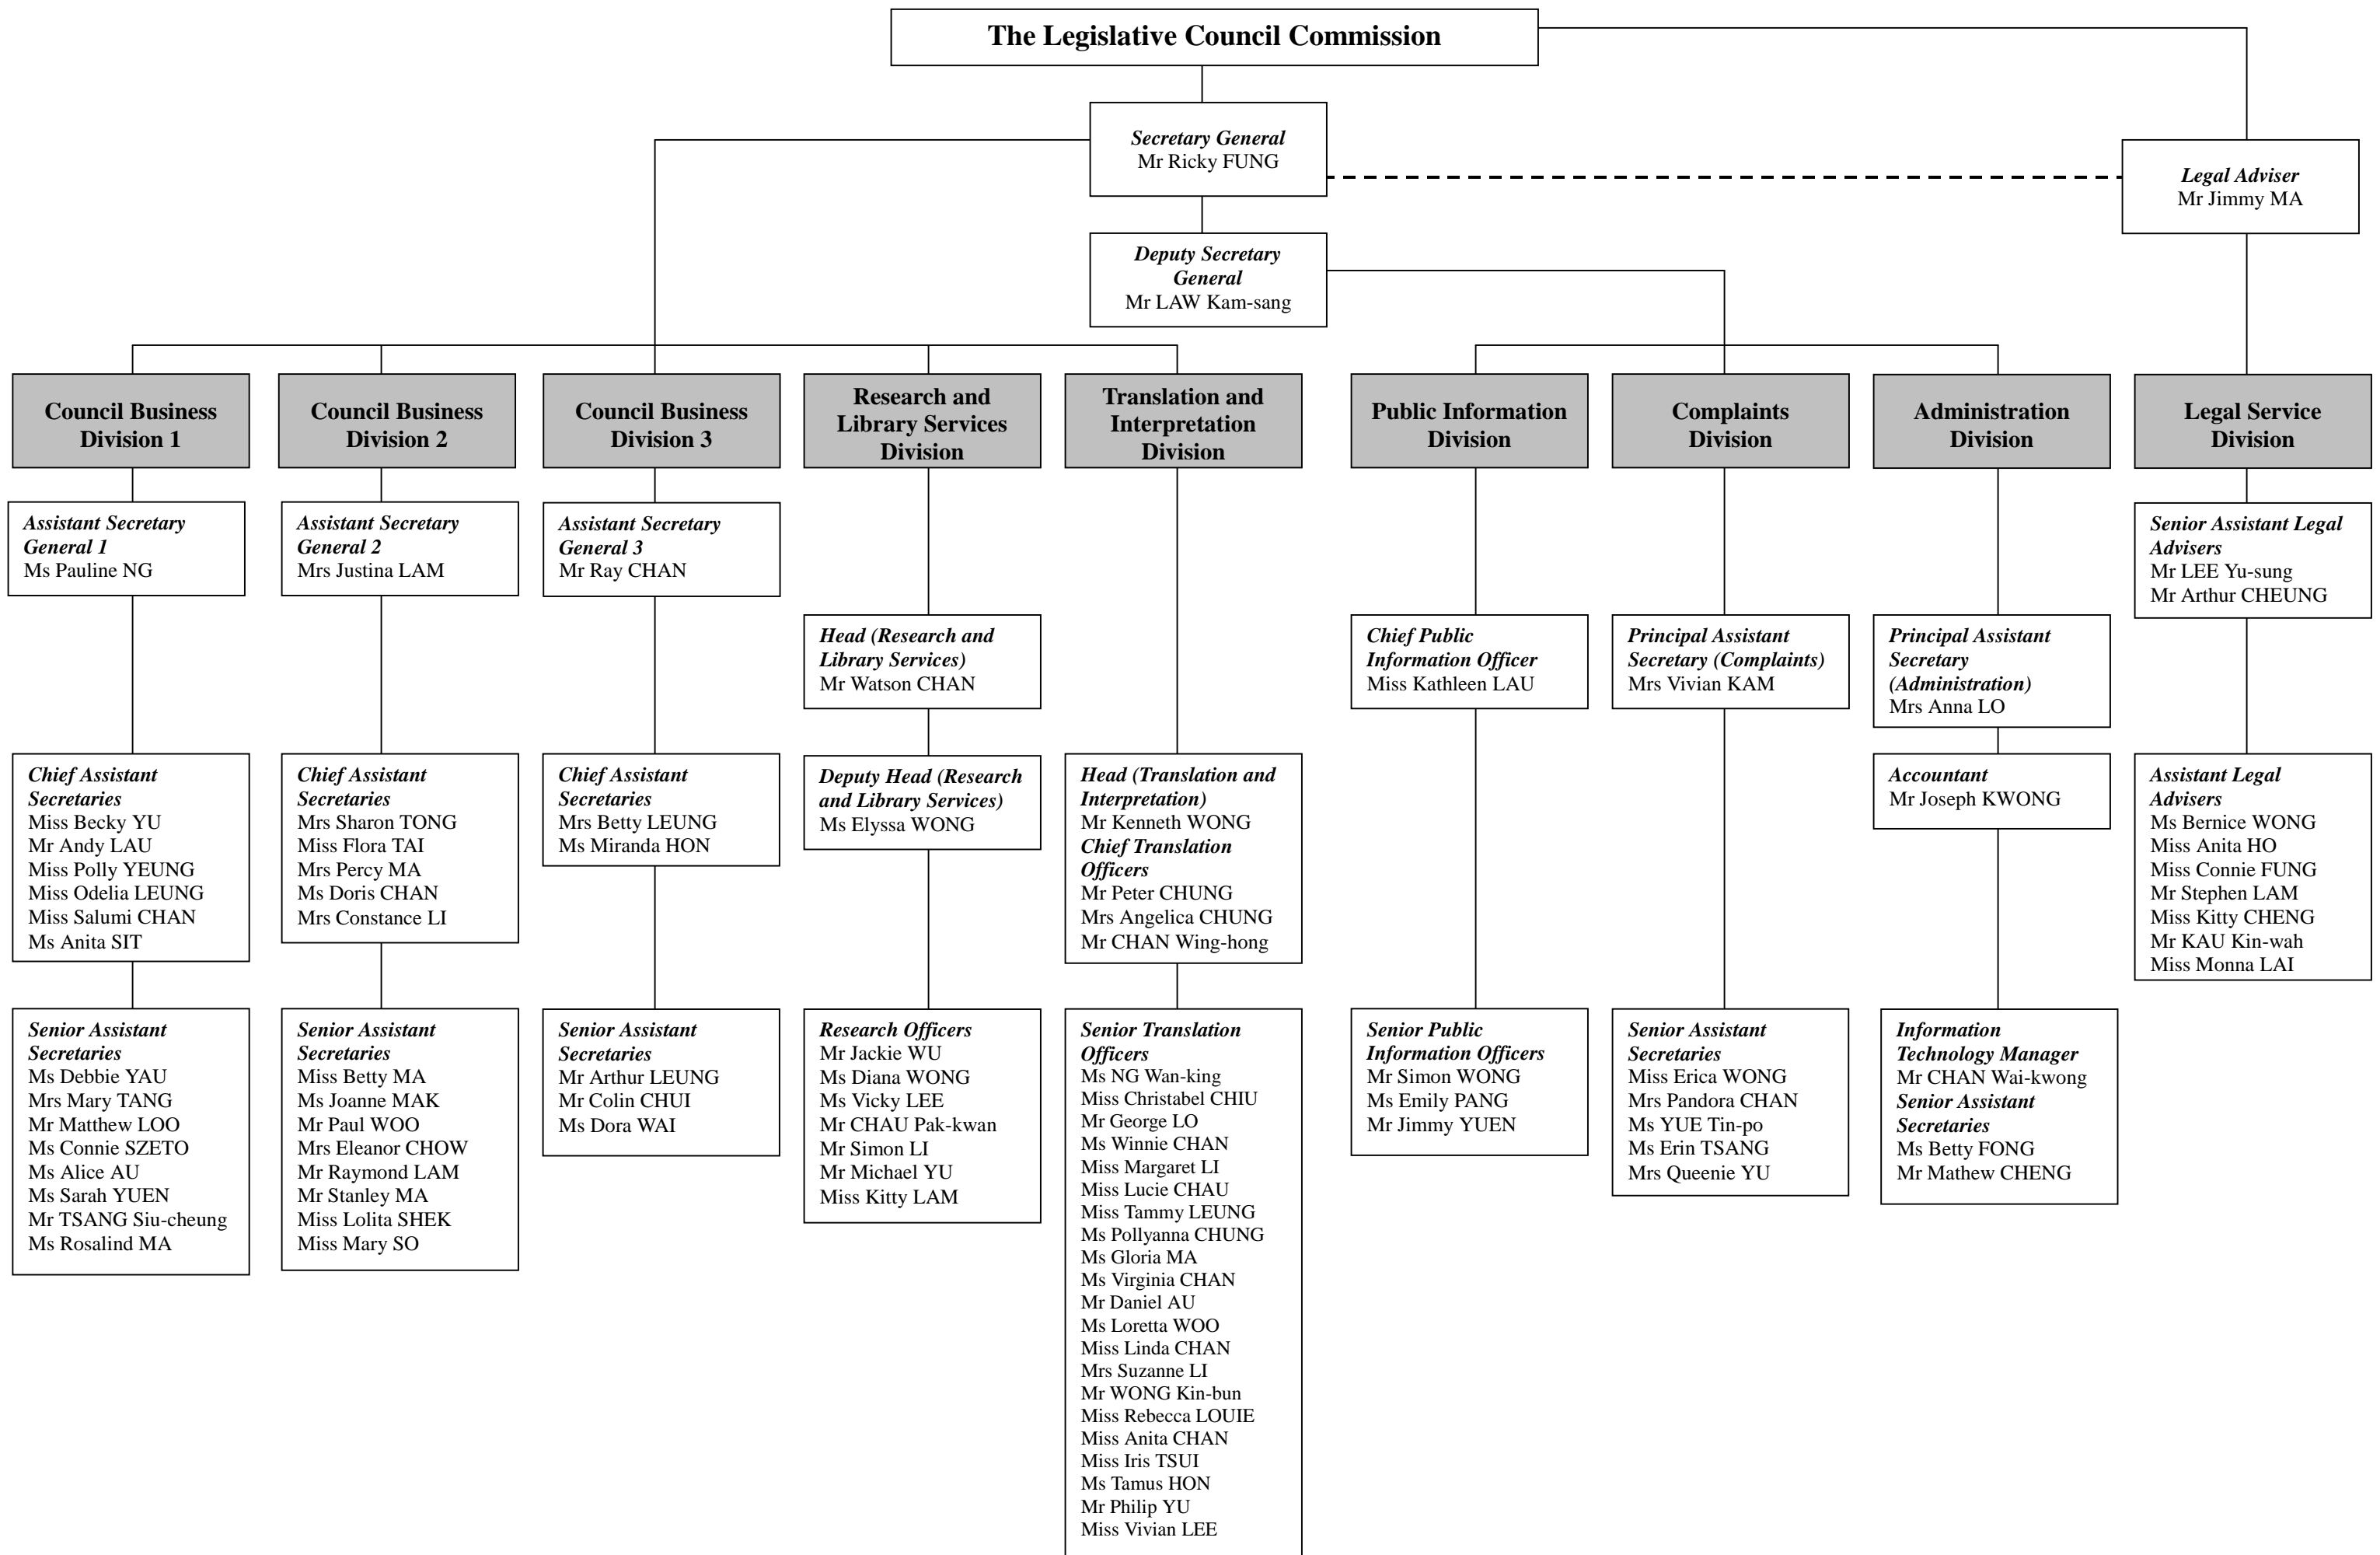 The Legislative Council Commission
Secretary General
Mr Ricky FUNG
Legal Adviser
Mr Jimmy MA
Deputy Secretary
General
Mr LAW Kam-sang
Council Business
Division 1
Council Business
Division 2
Council Business
Division 3
Research and
Library Services
Division
Translation and
Interpretation
Division
Public Information
Division
Complaints
Division
Administration
Division
Legal Service
Division
Assistant Secretary
General 1
Ms Pauline NG
Assistant Secretary
General 2
Mrs Justina LAM
Assistant Secretary
General 3
Mr Ray CHAN
Senior Assistant Legal
Advisers
Mr LEE Yu-sung
Mr Arthur CHEUNG
Head (Research and
Library Services)
Mr Watson CHAN
Chief Public
Information Officer
Miss Kathleen LAU
Principal Assistant
Secretary (Complaints)
Mrs Vivian KAM
Principal Assistant
Secretary
(Administration)
Mrs Anna LO
Chief Assistant
Secretaries
Miss Becky YU
Mr Andy LAU
Miss Polly YEUNG
Miss Odelia LEUNG
Miss Salumi CHAN
Ms Anita SIT
Chief Assistant
Secretaries
Mrs Sharon TONG
Miss Flora TAI
Mrs Percy MA
Ms Doris CHAN
Mrs Constance LI
Chief Assistant
Secretaries
Mrs Betty LEUNG
Ms Miranda HON
Deputy Head (Research
and Library Services)
Ms Elyssa WONG
Head (Translation and
Interpretation)
Mr Kenneth WONG
Chief Translation
Officers
Mr Peter CHUNG
Mrs Angelica CHUNG
Mr CHAN Wing-hong
Accountant
Mr Joseph KWONG
Assistant Legal
Advisers
Ms Bernice WONG
Miss Anita HO
Miss Connie FUNG
Mr Stephen LAM
Miss Kitty CHENG
Mr KAU Kin-wah
Miss Monna LAI
Senior Assistant
Secretaries
Ms Debbie YAU
Mrs Mary TANG
Mr Matthew LOO
Ms Connie SZETO
Ms Alice AU
Ms Sarah YUEN
Mr TSANG Siu-cheung
Ms Rosalind MA
Senior Assistant
Secretaries
Miss Betty MA
Ms Joanne MAK
Mr Paul WOO
Mrs Eleanor CHOW
Mr Raymond LAM
Mr Stanley MA
Miss Lolita SHEK
Miss Mary SO
Senior Assistant
Secretaries
Mr Arthur LEUNG
Mr Colin CHUI
Ms Dora WAI
Research Officers
Mr Jackie WU
Ms Diana WONG
Ms Vicky LEE
Mr CHAU Pak-kwan
Mr Simon LI
Mr Michael YU
Miss Kitty LAM
Senior Translation
Officers
Ms NG Wan-king
Miss Christabel CHIU
Mr George LO
Ms Winnie CHAN
Miss Margaret LI
Miss Lucie CHAU
Miss Tammy LEUNG
Ms Pollyanna CHUNG
Ms Gloria MA
Ms Virginia CHAN
Mr Daniel AU
Ms Loretta WOO
Miss Linda CHAN
Mrs Suzanne LI
Mr WONG Kin-bun
Miss Rebecca LOUIE
Miss Anita CHAN
Miss Iris TSUI
Ms Tamus HON
Mr Philip YU
Miss Vivian LEE
Senior Public
Information Officers
Mr Simon WONG
Ms Emily PANG
Mr Jimmy YUEN
Senior Assistant
Secretaries
Miss Erica WONG
Mrs Pandora CHAN
Ms YUE Tin-po
Ms Erin TSANG
Mrs Queenie YU
Information
Technology Manager
Mr CHAN Wai-kwong
Senior Assistant
Secretaries
Ms Betty FONG
Mr Mathew CHENG